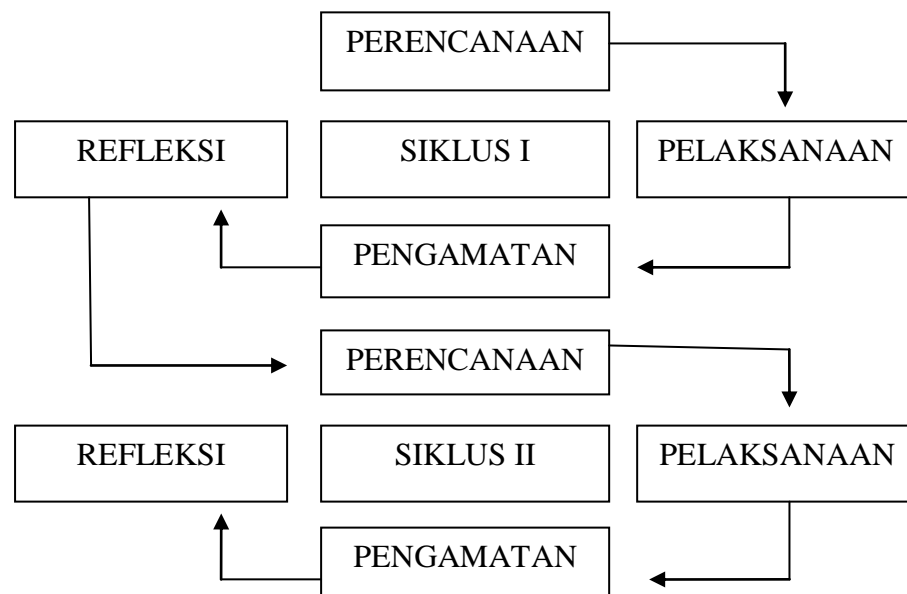 PERENCANAAN
REFLEKSI
SIKLUS I
PELAKSANAAN
PENGAMATAN
PERENCANAAN
REFLEKSI
SIKLUS II
PELAKSANAAN
PENGAMATAN